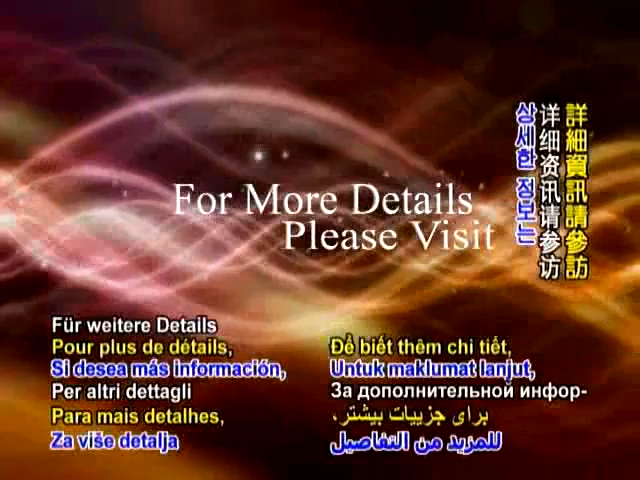 For More Details
Please Visit
詳細資訊請參訪
详细资讯请参访
상세한 정보는
Für weitere Details
Pour plus de détails,
Si desea más información,
Per altri dettagli
Para mais detalhes,
Za više detalja
Để biết thêm chi tiết,
Untuk maklumat lanjut,
За дополнительной инфор-
برای جزییات بیشتر،
للمزيد من التفاصيل